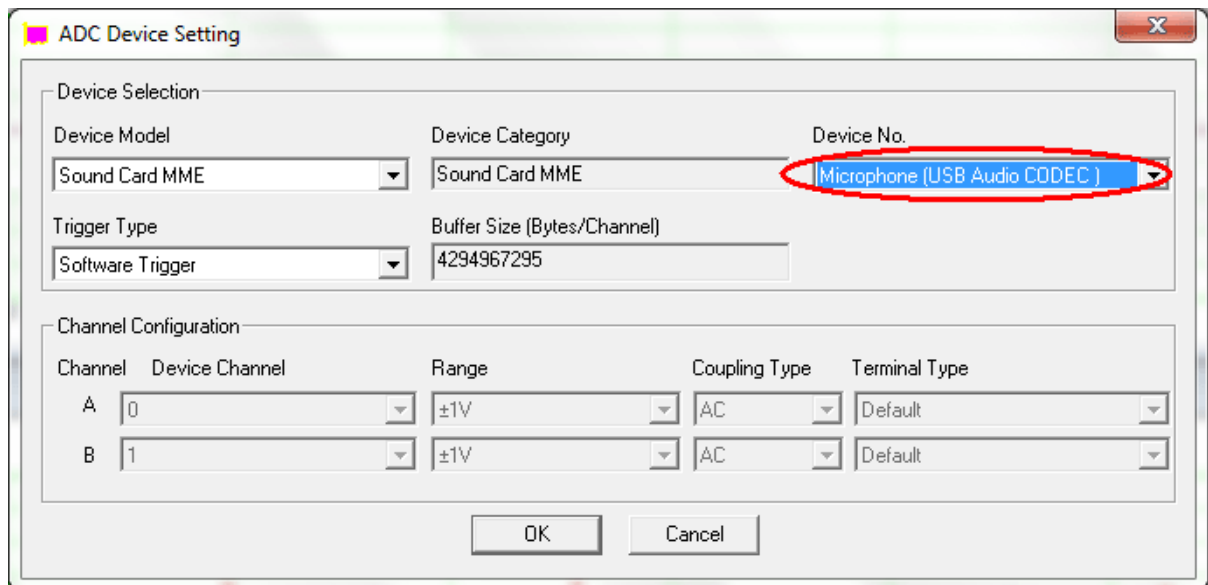 ADC Device Setting
Device Selection
Device Model Device Category Device No.
Sound Card MME Sound Card MME Microphone (USB Audio CODEC )
Trigger Type Buffer Size (Bytes/Channel)
Software Trigger 4294967295
Channel Configuration
Channel Device Channel Range Coupling Type Terminal Type
A 0 ±1V AC Default
B 1 ±1V AC Default
OK Cancel